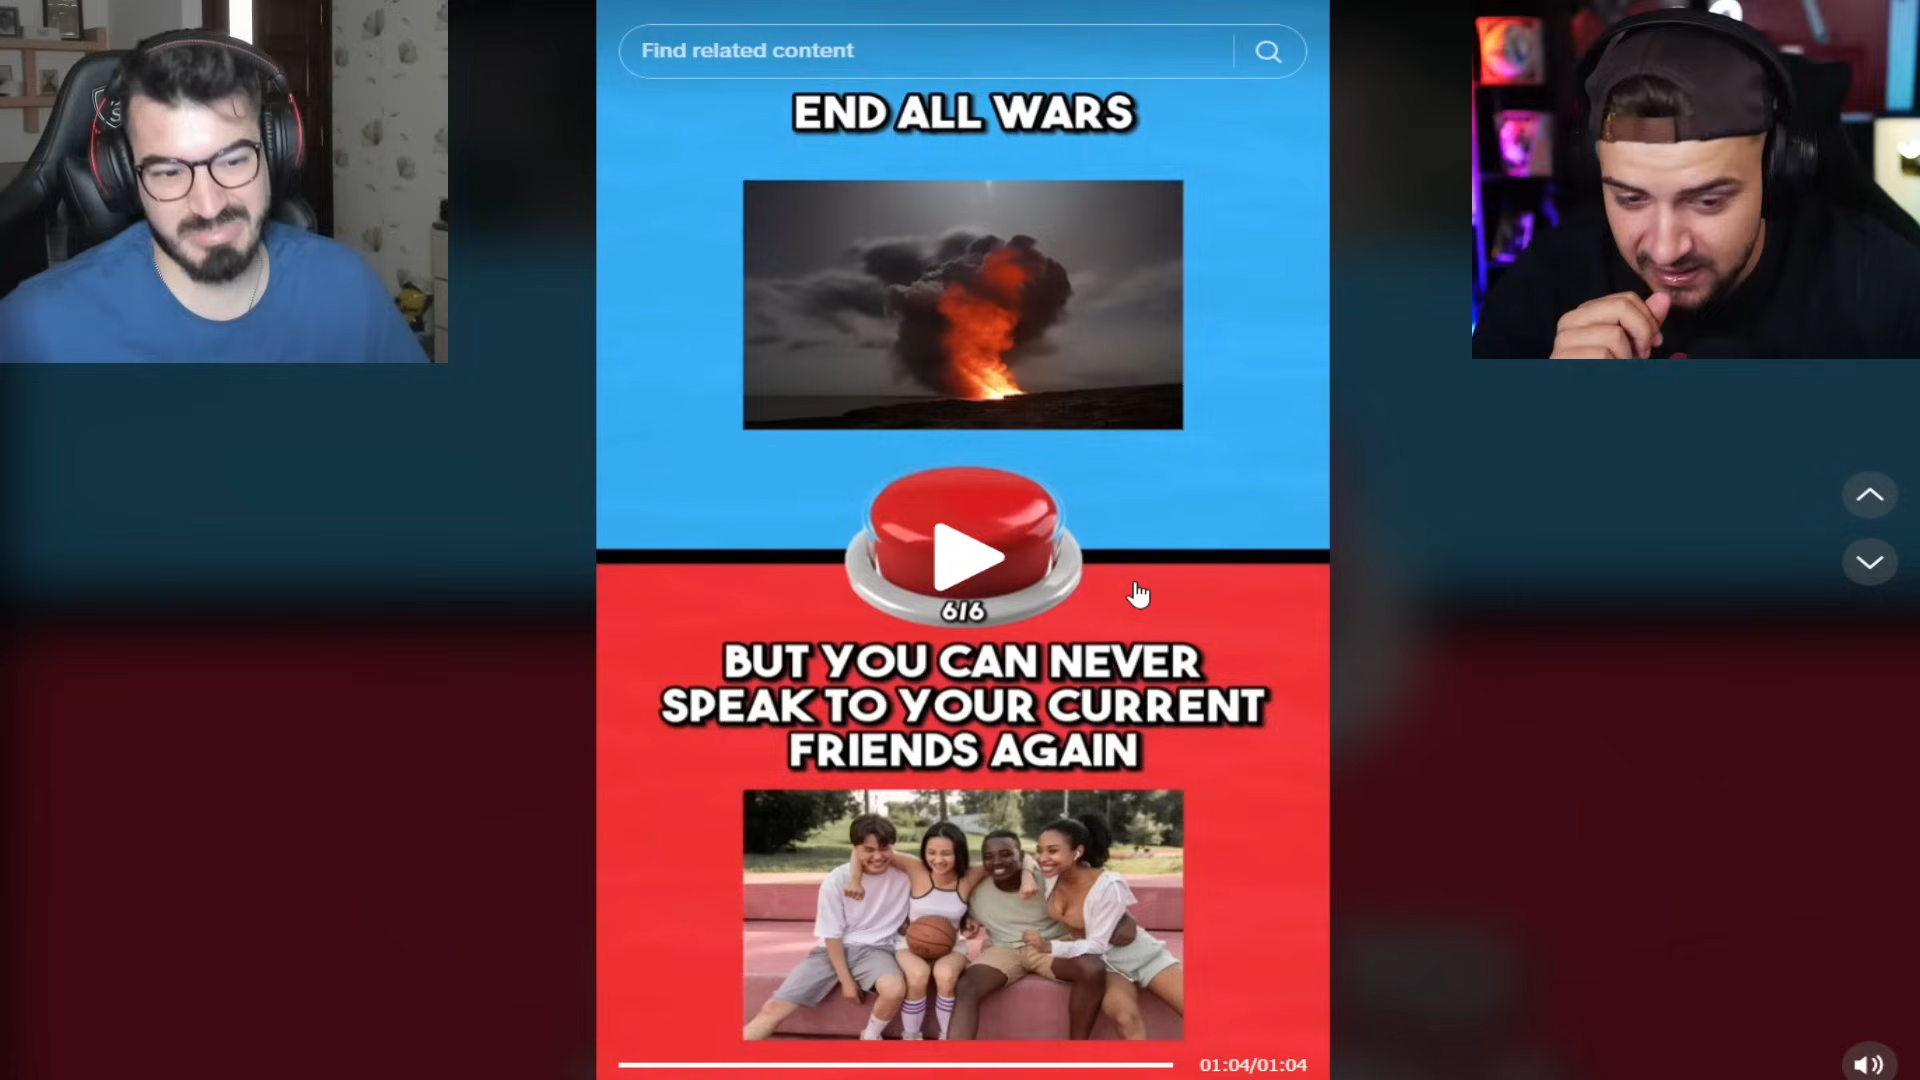 Find related content
END ALL WARS
6/6
BUT YOU CAN NEVER
SPEAK TO YOUR CURRENT
FRIENDS AGAIN
01:04/01:04